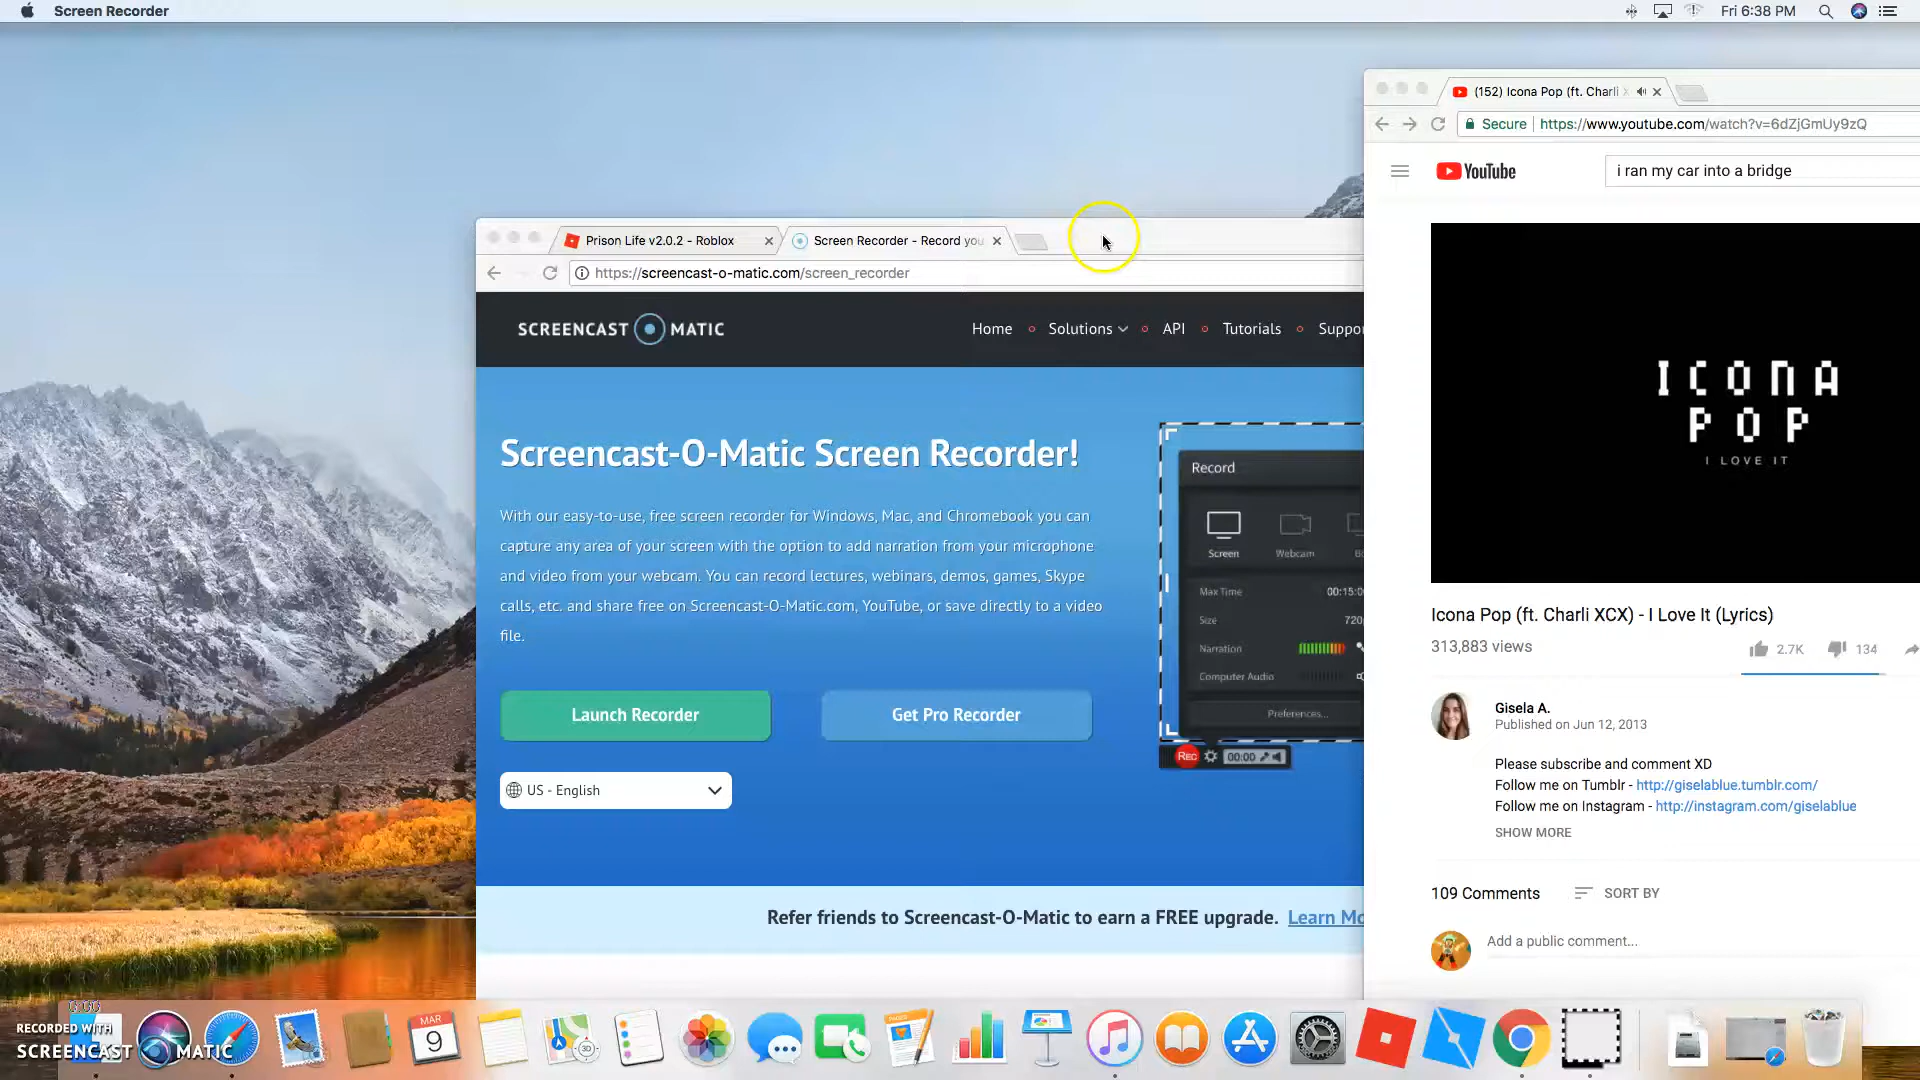 Screen Recorder
Fri 6:38 PM
(152) Icona Pop (ft. Charli
Secure
https://www.youtube.com/watch?v=6dZjGmUy9zQ
YouTube
i ran my car into a bridge
ICONA
POP
I LOVE IT
Icona Pop (ft. Charli XCX) - I Love It (Lyrics)
313,883 views
2.7K
134
Gisela A.
Published on Jun 12, 2013
Please subscribe and comment XD
Follow me on Tumblr - http://giselablue.tumblr.com/
Follow me on Instagram - http://instagram.com/giselablue
SHOW MORE
109 Comments
SORT BY
Add a public comment...
Prison Life v2.0.2 - Roblox
Screen Recorder - Record you
https://screencast-o-matic.com/screen_recorder
SCREENCAST MATIC
Home
Solutions
API
Tutorials
Suppo
Screencast-O-Matic Screen Recorder!
With our easy-to-use, free screen recorder for Windows, Mac, and Chromebook you can
capture any area of your screen with the option to add narration from your microphone
and video from your webcam. You can record lectures, webinars, demos, games, Skype
calls, etc. and share free on Screencast-O-Matic.com, YouTube, or save directly to a video
file.
Launch Recorder
Get Pro Recorder
US - English
Record
Screen
Webcam
Max Time
00:15:0
Size
720
Narration
Computer Audio
Preferences...
Rec
00:00
Refer friends to Screencast-O-Matic to earn a FREE upgrade. Learn Mo
RECORDED WITH
SCREENCAST MATIC
MAR
9